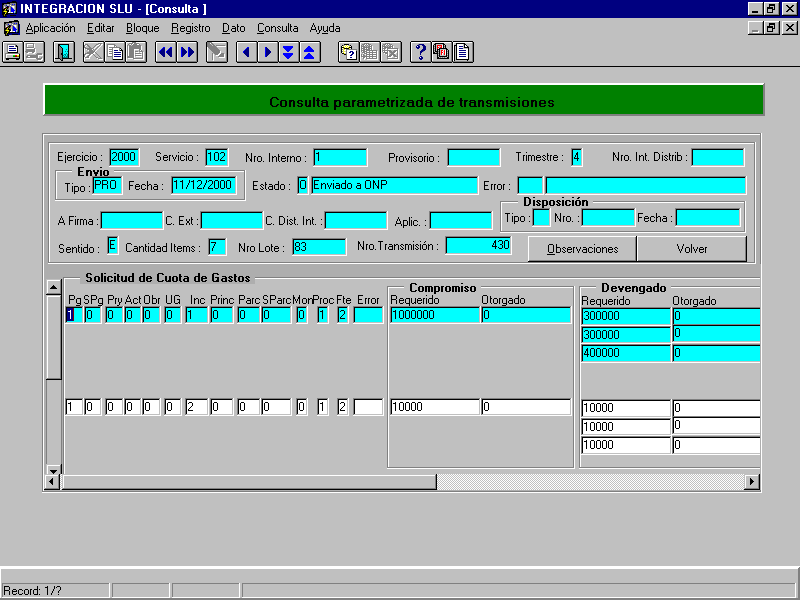 INTEGRACION SLU - [Consulta ]
Aplicación Editar Bloque Registro Dato Consulta Ayuda
Consulta parametrizada de transmisiones
Ejercicio : 2000 Servicio : 102 Nro. Interno : 1 Provisorio : Trimestre : 4 Nro. Int. Distrib :
Envio
Tipo : PRO Fecha : 11/12/2000 Estado : 0 Enviado a ONP Error :
Disposición
A Firma : C. Ext : C. Dist. Int. : Aplic. : Tipo : Nro. : Fecha :
Sentido : E Cantidad Items : 7 Nro Lote : 83 Nro.Transmisión : 430 Observaciones Volver
Solicitud de Cuota de Gastos Compromiso Devengado
Pg SPg Pry Act Obr UG Inc Princ Parc SParc Mon Proc Fte Error Requerido Otorgado Requerido Otorgado
1 0 0 0 0 0 1 0 0 0 0 1 2 1000000 0 300000 0
300000 0
400000 0
1 0 0 0 0 0 2 0 0 0 0 1 2 10000 0 10000 0
10000 0
10000 0
Record: 1/?